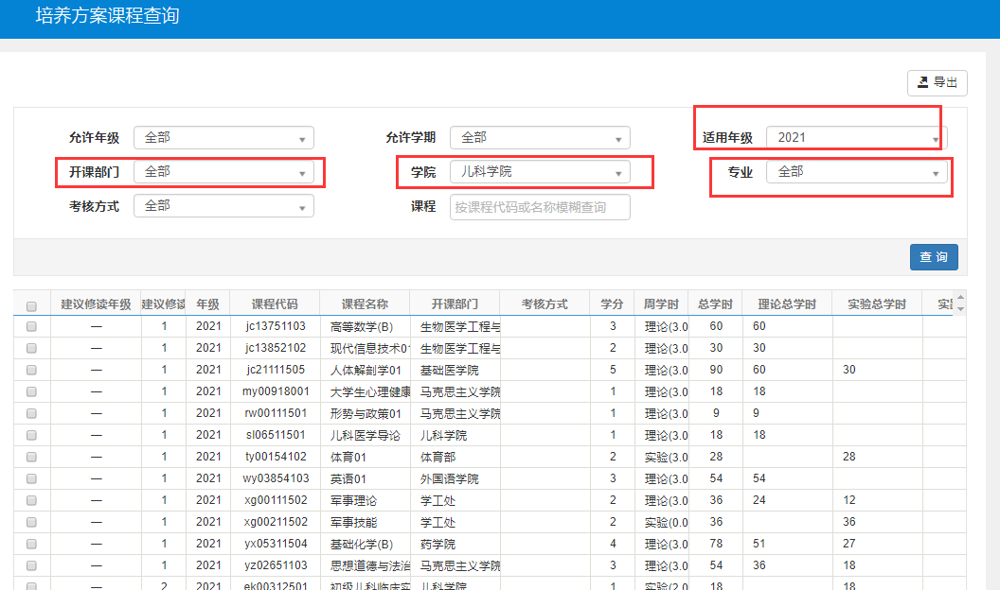 培养方案课程查询
导出
允许年级 全部 允许学期 全部 适用年级 2021
开课部门 全部 学院 儿科学院 专业 全部
考核方式 全部 课程 按课程代码或名称模糊查询
查 询
建议修读年级 建议修读 年级 课程代码 课程名称 开课部门 考核方式 学分 周学时 总学时 理论总学时 实验总学时
— 1 2021 jc13751103 高等数学(B) 生物医学工程与 3 理论(3.0 60 60
— 1 2021 jc13852102 现代信息技术01 生物医学工程与 2 理论(3.0 30 30
— 1 2021 jc21111505 人体解剖学01 基础医学院 5 理论(3.0 90 60 30
— 1 2021 my00918001 大学生心理健康 马克思主义学院 1 理论(3.0 18 18
— 1 2021 rw00111501 形势与政策01 马克思主义学院 1 理论(3.0 9 9
— 1 2021 sl06511501 儿科医学导论 儿科学院 1 理论(3.0 18 18
— 1 2021 ty00154102 体育01 体育部 2 实验(3.0 28 28
— 1 2021 wy03854103 英语01 外国语学院 3 理论(3.0 54 54
— 1 2021 xg00111502 军事理论 学工处 2 理论(3.0 36 24 12
— 1 2021 xg00211502 军事技能 学工处 2 实验(0.0 36 36
— 1 2021 yx05311504 基础化学(B) 药学院 4 理论(3.0 78 51 27
— 1 2021 yz02651103 思想道德与法治 马克思主义学院 3 理论(3.0 54 36 18
— 2 2021 ek00312501 初级儿科临床实 儿科学院 1 实验(2.0 18 18